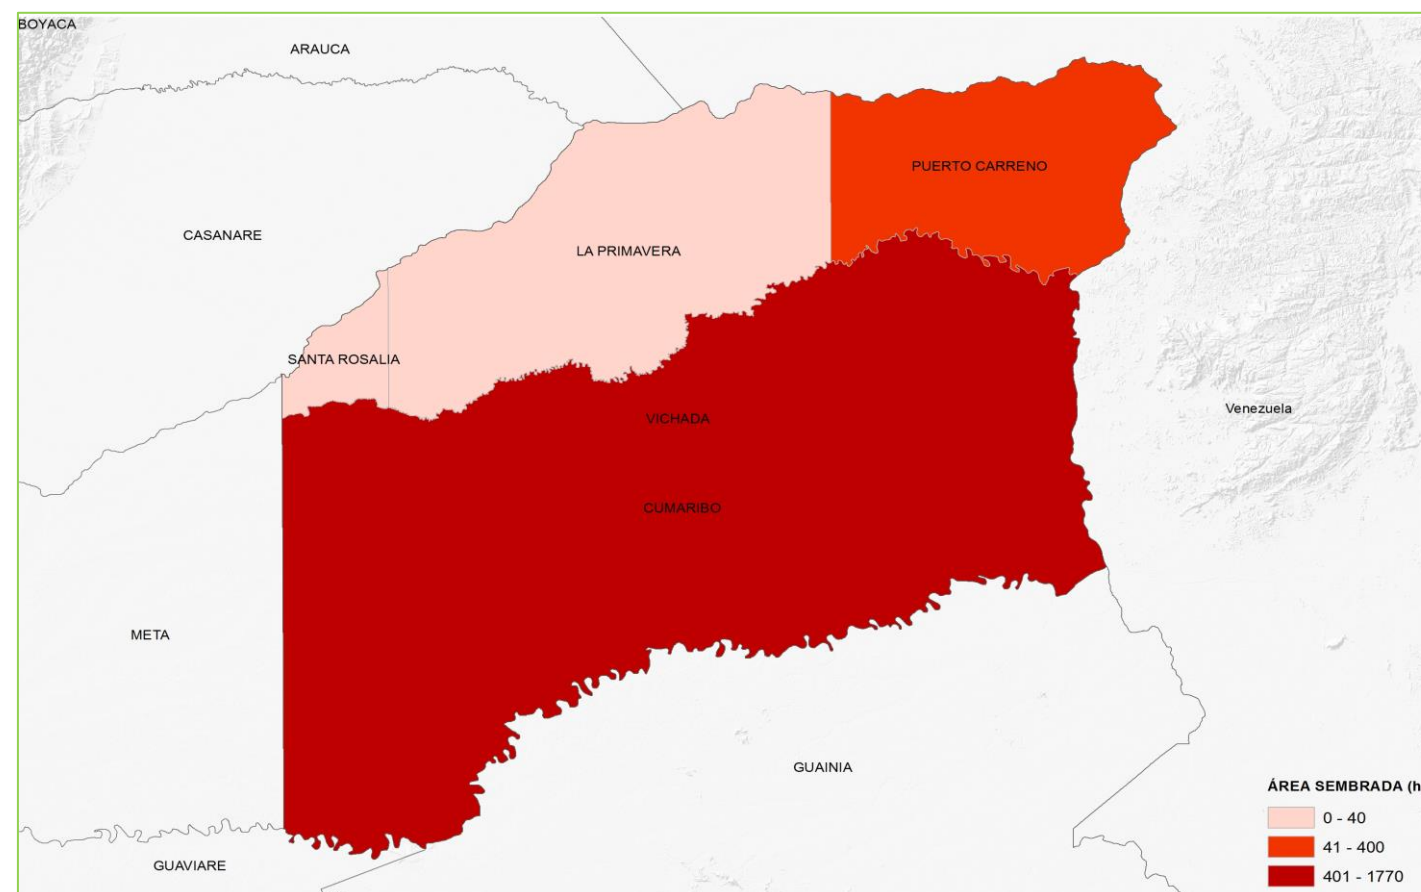 BOYACA
ARAUCA
PUERTO CARRENO
CASANARE
LA PRIMAVERA
SANTA ROSALIA
Venezuela
VICHADA
CUMARIBO
META
GUAINIA
GUAVIARE
ÁREA SEMBRADA (h
0 - 40
41 - 400
401 - 1770